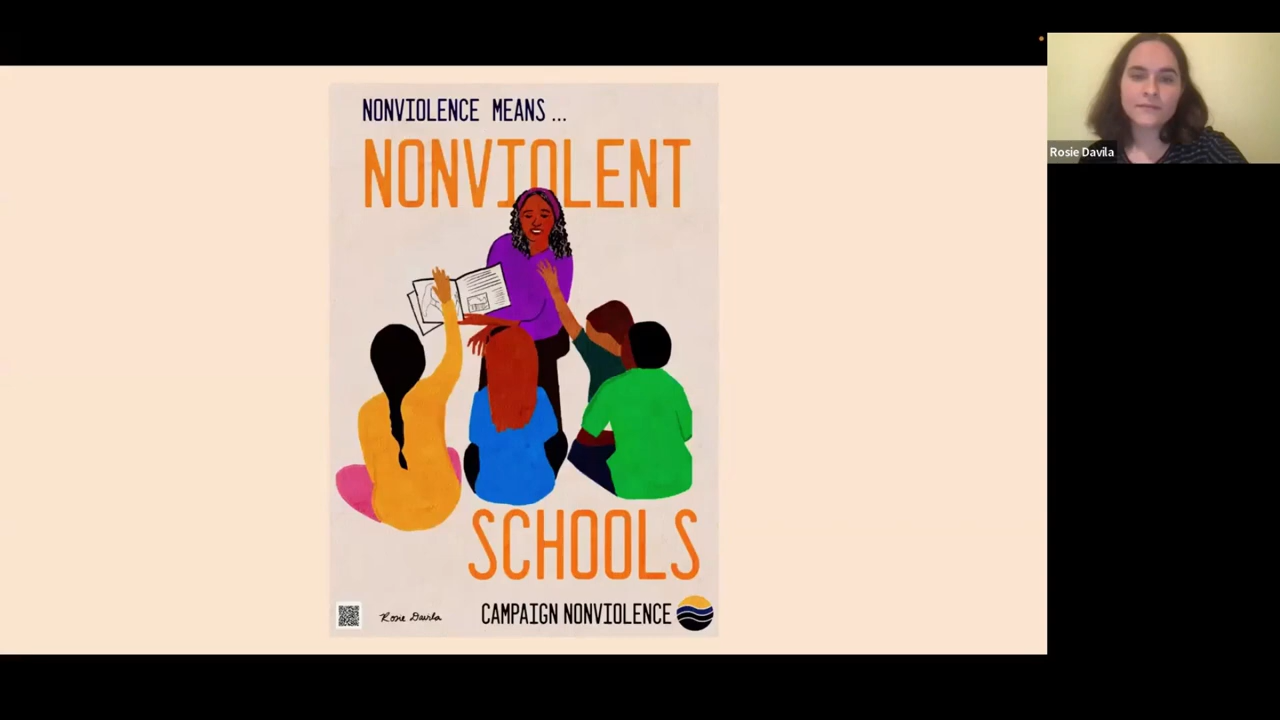 NONVIOLENCE MEANS ...
NONVIOLENT
SCHOOLS
Rosie Davila
CAMPAIGN NONVIOLENCE
Rosie Davila